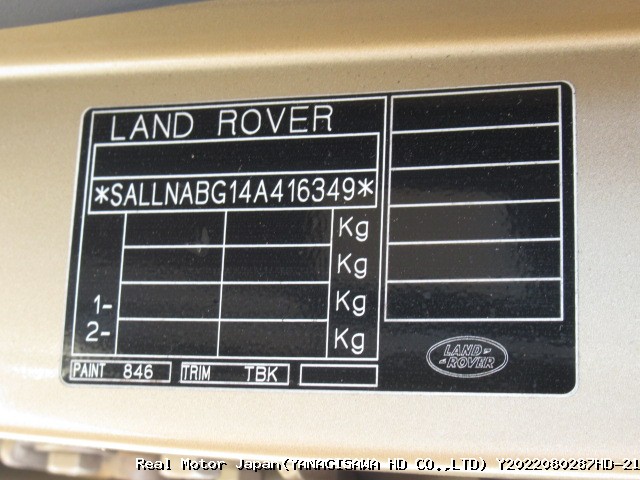 LAND ROVER
*SALLNABG14A416349*
Kg
Kg
1- Kg
2- Kg
LAND ROVER
PAINT 846 TRIM TBK
Real Motor Japan(YANAGISAWA HD CO.,LTD) Y2022080287HD-21